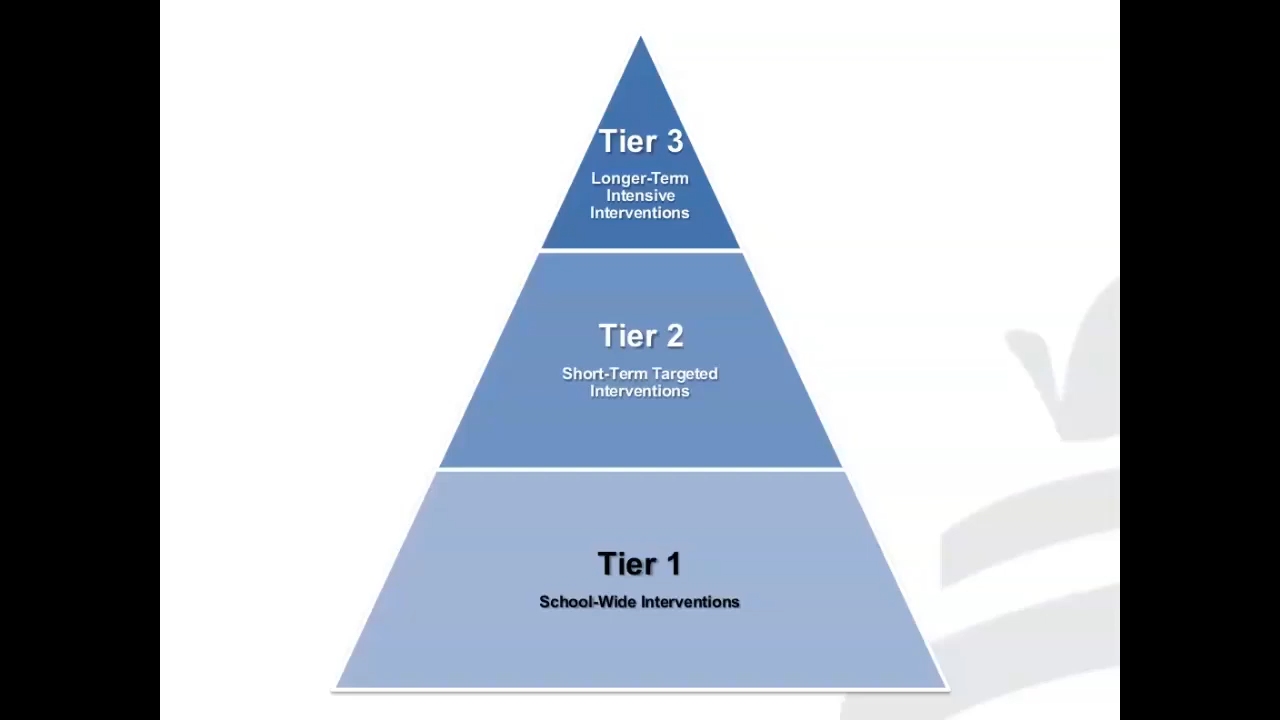 Tier 3
Longer-Term
Intensive
Interventions
Tier 2
Short-Term Targeted
Interventions
Tier 1
School-Wide Interventions